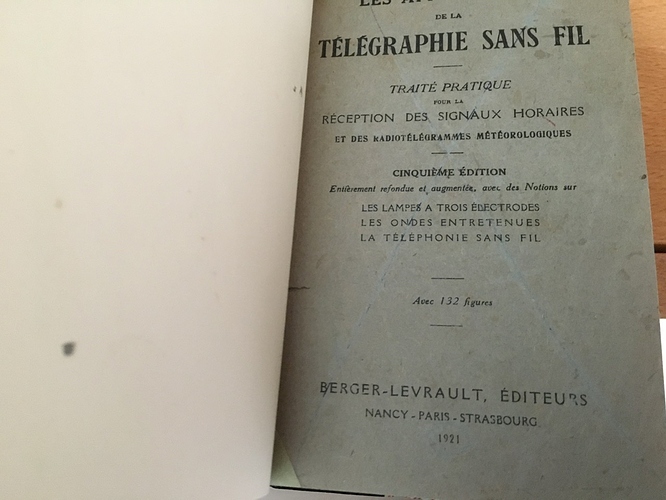 LES
DE LA
TÉLÉGRAPHIE SANS FIL
TRAITÉ PRATIQUE
POUR LA
RÉCEPTION DES SIGNAUX HORAIRES
ET DES RADIOTÉLÉGRAMMES MÉTÉOROLOGIQUES
CINQUIÈME ÉDITION
Entièrement refondue et augmentée, avec des Notions sur
LES LAMPES A TROIS ÉLECTRODES
LES ONDES ENTRETENUES
LA TÉLÉPHONIE SANS FIL
Avec 132 figures
BERGER-LEVRAULT, ÉDITEURS
NANCY - PARIS - STRASBOURG
1921